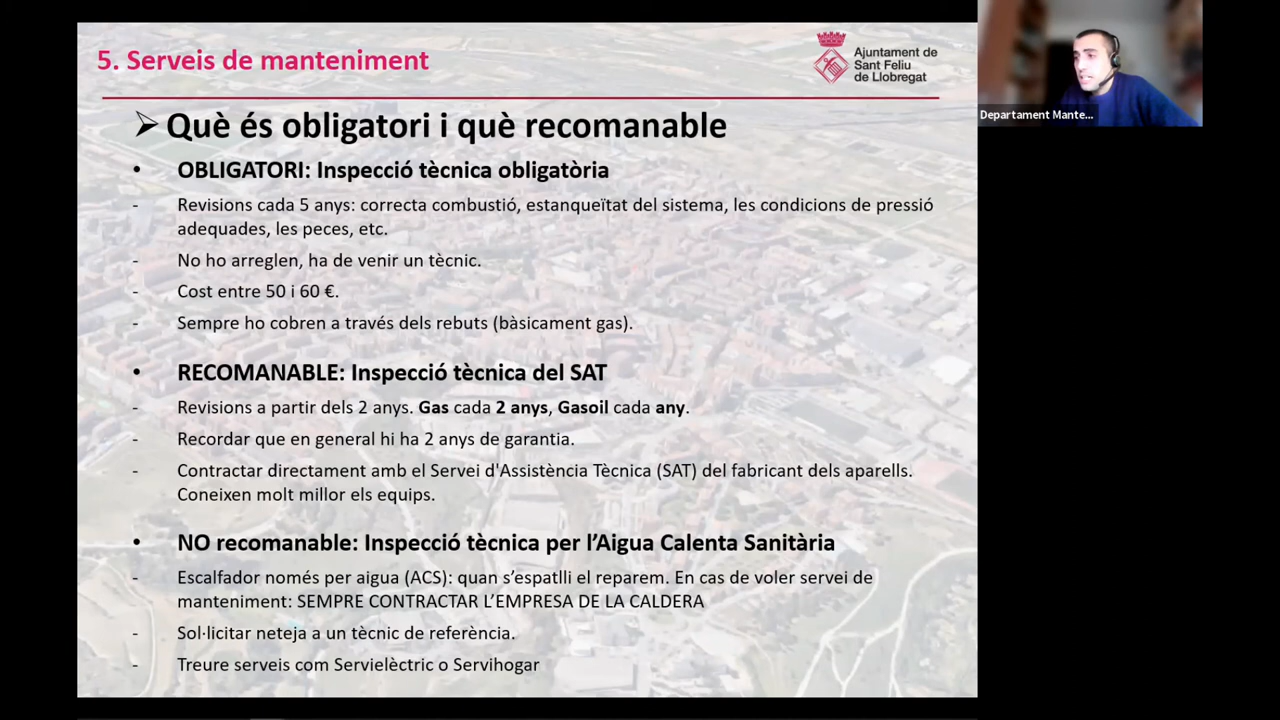 5. Serveis de manteniment
Ajuntament de
Sant Feliu
de Llobregat
Departament Mante...
Què és obligatori i què recomanable
• OBLIGATORI: Inspecció tècnica obligatòria
- Revisions cada 5 anys: correcta combustió, estanqueïtat del sistema, les condicions de pressió
adequades, les peces, etc.
- No ho arreglen, ha de venir un tècnic.
- Cost entre 50 i 60 €.
- Sempre ho cobren a través dels rebuts (bàsicament gas).
• RECOMANABLE: Inspecció tècnica del SAT
- Revisions a partir dels 2 anys. Gas cada 2 anys, Gasoil cada any.
- Recordar que en general hi ha 2 anys de garantia.
- Contractar directament amb el Servei d'Assistència Tècnica (SAT) del fabricant dels aparells.
Coneixen molt millor els equips.
• NO recomanable: Inspecció tècnica per l’Aigua Calenta Sanitària
- Escalfador només per aigua (ACS): quan s’espatlli el reparem. En cas de voler servei de
manteniment: SEMPRE CONTRACTAR L’EMPRESA DE LA CALDERA
- Sol·licitar neteja a un tècnic de referència.
- Treure serveis com Servielèctric o Servihogar